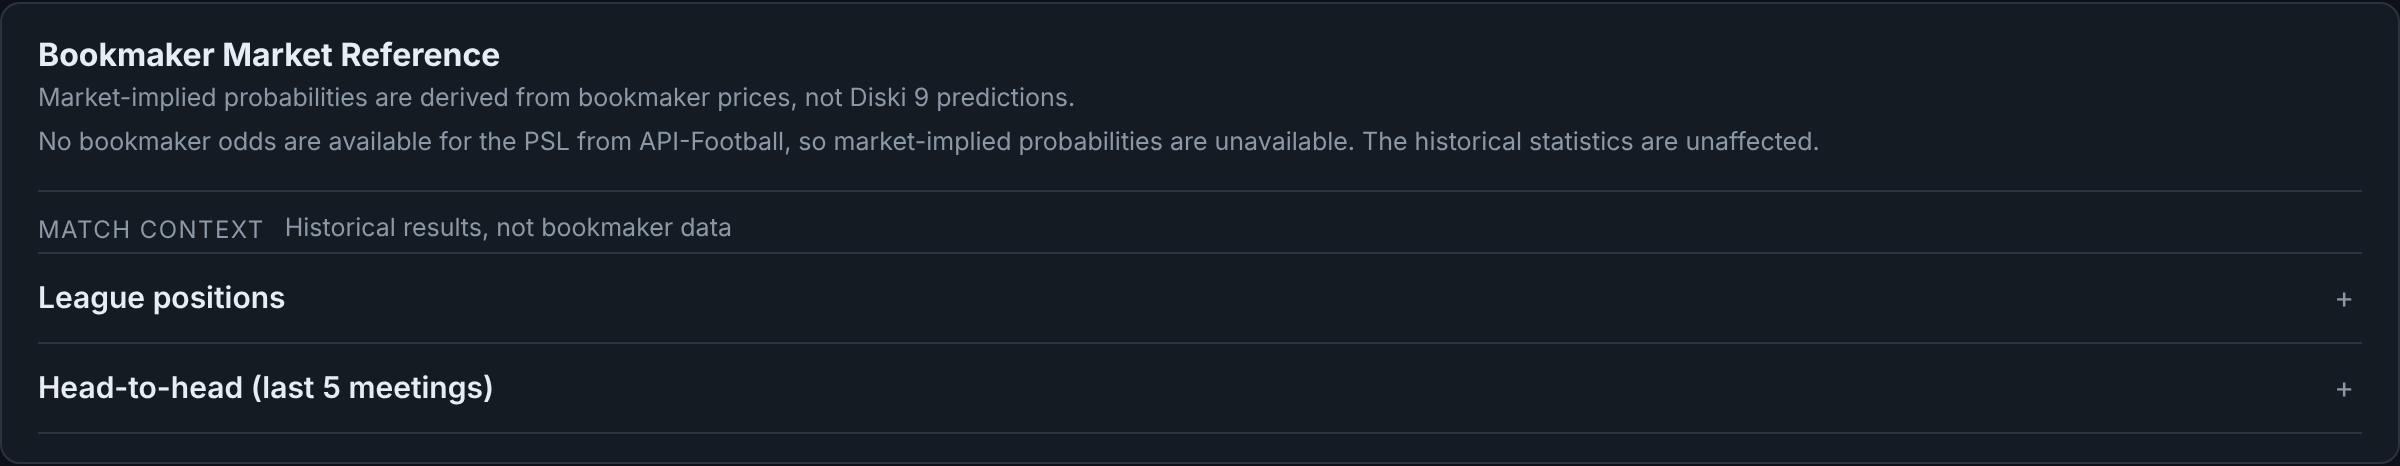 Bookmaker Market Reference
Market-implied probabilities are derived from bookmaker prices, not Diski 9 predictions.
No bookmaker odds are available for the PSL from API-Football, so market-implied probabilities are unavailable. The historical statistics are unaffected.
MATCH CONTEXT Historical results, not bookmaker data
League positions +
Head-to-head (last 5 meetings) +